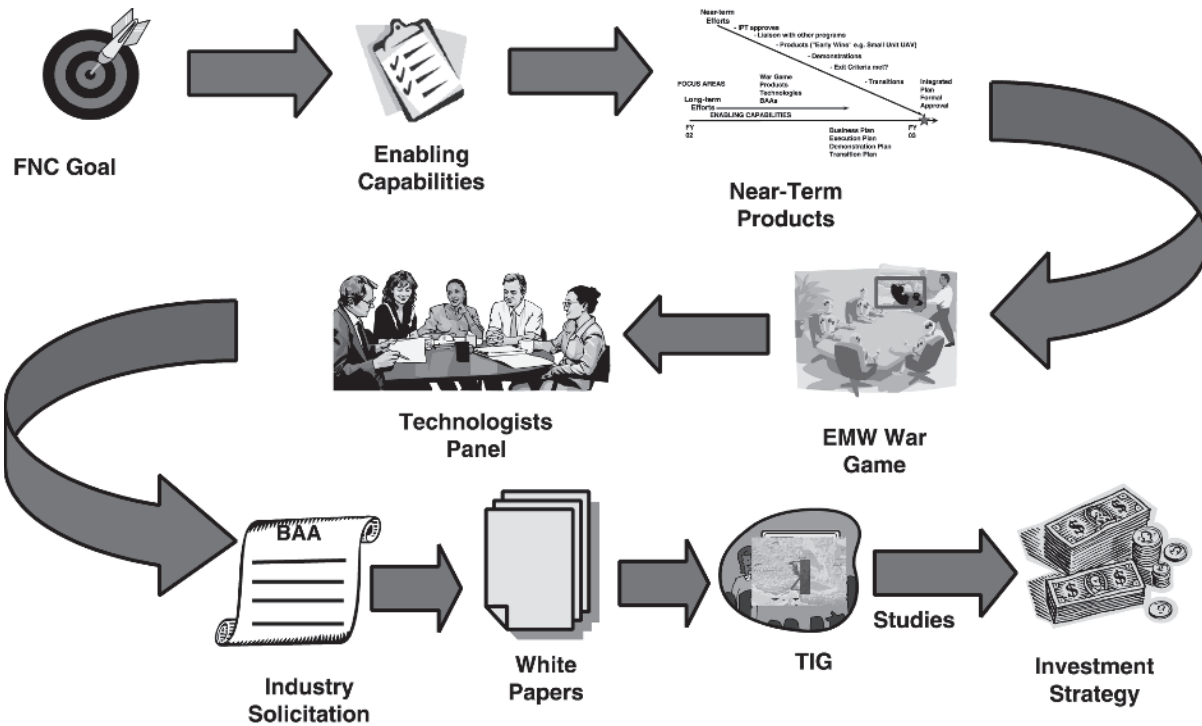 Near-term
Efforts
- IPT approves
- Liaison with other programs
- Products ("Early Wins" e.g. Small Unit UAV)
- Demonstrations
- Exit Criteria met?
- Transitions
FOCUS AREAS
War Game
Products
Technologies
BAAs
Integrated
Plan
Formal
Approval
Long-term
Efforts
ENABLING CAPABILITIES
FY
02
Business Plan
Execution Plan
Demonstration Plan
Transition Plan
FY
03
FNC Goal
Enabling
Capabilities
Near-Term
Products
Technologists
Panel
EMW War
Game
BAA
Industry
Solicitation
White
Papers
TIG
Studies
Investment
Strategy